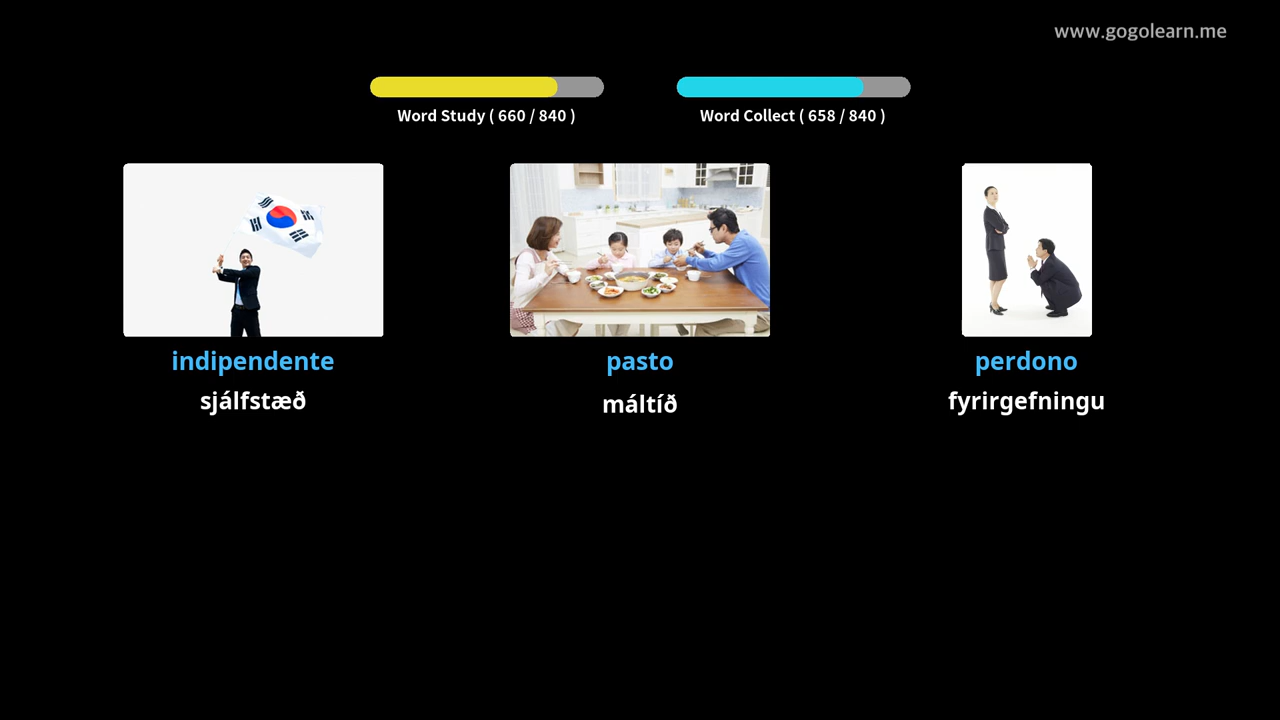 www.gogolearn.me
Word Study ( 660 / 840 )
Word Collect ( 658 / 840 )
indipendente
pasto
perdono
sjálfstæð
máltíð
fyrirgefningu